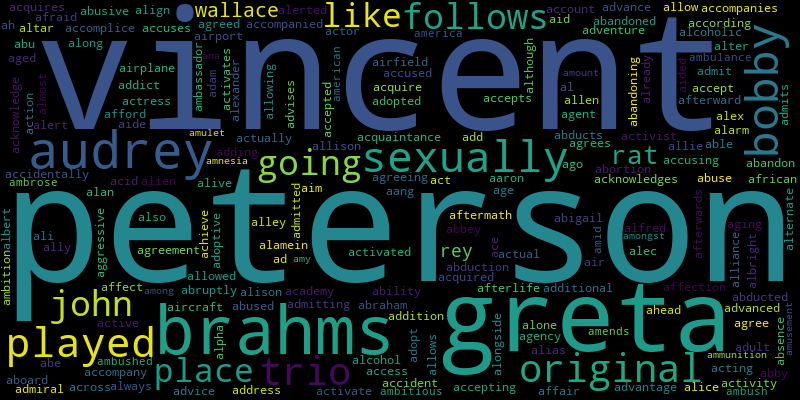 acquires abusive align wallace alerted like follows account aid advance allow accompanies
ah afraid accomplice accuses agreed accompanied actor america abandoned according
altar airport adventure alcoholic
abu along vincent alter bobby
aged airplane ambassador activates adam alexander allowing american airfield accused although amount already aided ambulance admit admits
acknowledge almost addict advises accepted acquire al abandoning accept
action actress adopted accepts allen afterward
alert aide afford amulet agent activist alex alarm
audrey actually acquaintance add abducts agrees allie able
accidentally adding allison going sexually ago rat accusing abandon
ambrose acid alien amnesia agreeing act aaron acknowledges abortion abuse african
alan alive aim aang age
albert also alley admitted aftermath abigail alfred aging alternate
ambition ali aggressive achieve adoptive alamein peterson abbey ace actual amid amongst afterwards albright
ally agreement ad amy activated rey air alec alliance
affect allowed abduction acquired afterlife additional affection abducted
john abruptly alison academy ability among greta ahead advanced
active aircraft abused admitting abraham addition alone amends agree absence amusement
played brahms alpha adopt allows alongside agency alias adult ammunition
abe ambushed place trio alcohol original acting abby
aboard accompany access accident affair advantage alice activity
admiral across always advice address activate ambitious accepting ambush